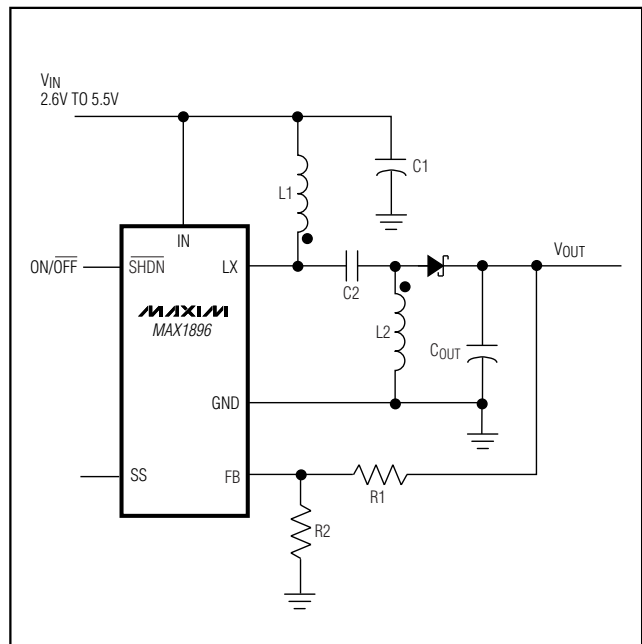 VIN
2.6V TO 5.5V
C1
L1
IN
ON/OFF
SHDN
LX
VOUT
C2
MAXIM
MAX1896
L2
COUT
GND
SS
FB
R1
R2